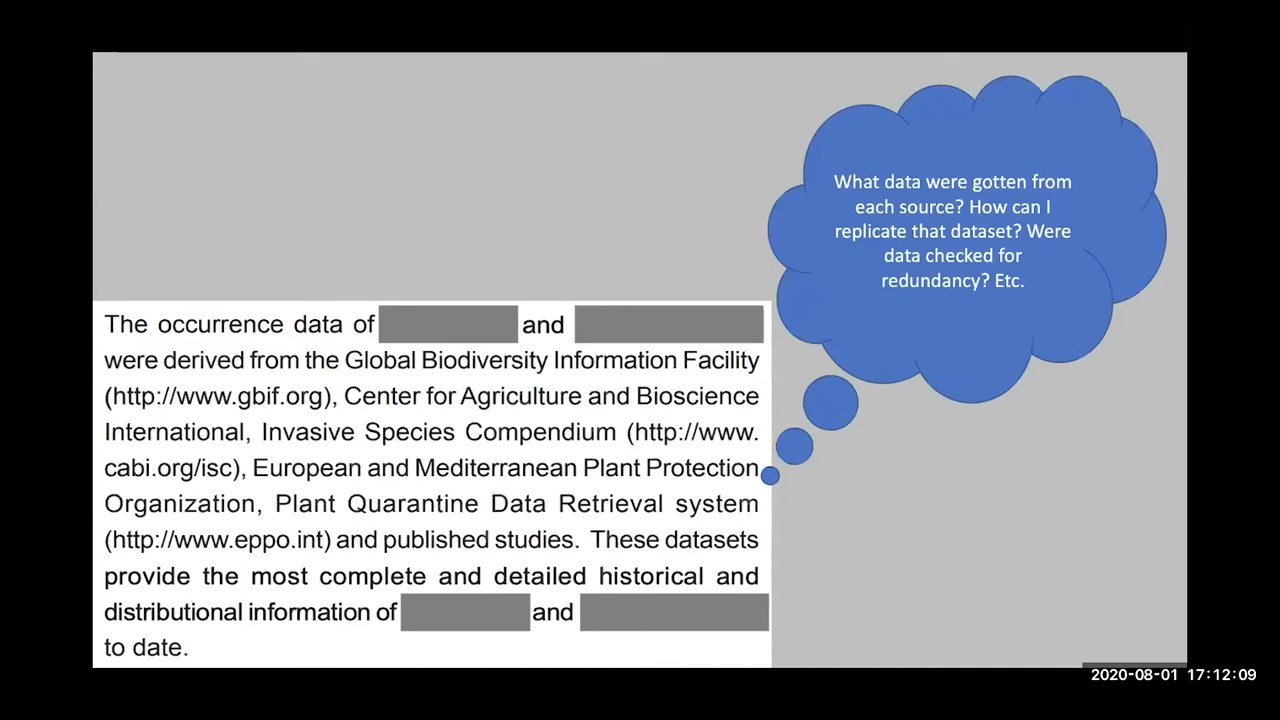 What data were gotten from
each source? How can I
replicate that dataset? Were
data checked for
redundancy? Etc.
The occurrence data of and
were derived from the Global Biodiversity Information Facility
(http://www.gbif.org), Center for Agriculture and Bioscience
International, Invasive Species Compendium (http://www.
cabi.org/isc), European and Mediterranean Plant Protection
Organization, Plant Quarantine Data Retrieval system
(http://www.eppo.int) and published studies. These datasets
provide the most complete and detailed historical and
distributional information of and
to date.
2020-08-01 17:12:09